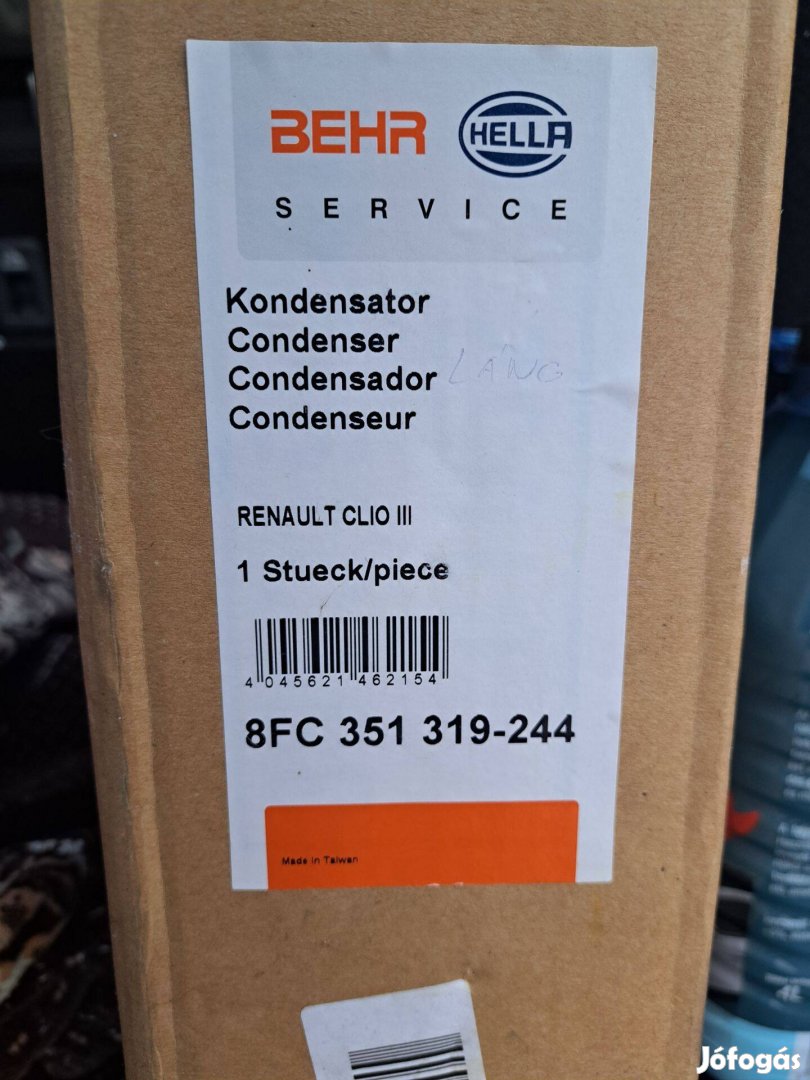 BEHR HELLA
SERVICE
Kondensator
Condenser
Condensador LÁNG
Condenseur
RENAULT CLIO III
1 Stueck/piece
4 045621 462154
8FC 351 319-244
Made in Taiwan
4L
Jófogás